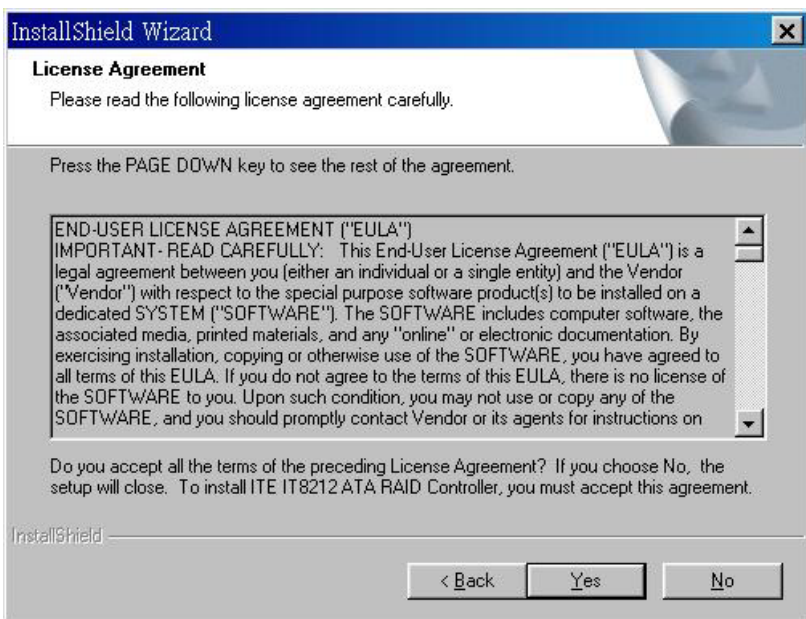 InstallShield Wizard
License Agreement
Please read the following license agreement carefully.
Press the PAGE DOWN key to see the rest of the agreement.
END-USER LICENSE AGREEMENT ("EULA")
IMPORTANT- READ CAREFULLY:   This End-User License Agreement ("EULA") is a
legal agreement between you (either an individual or a single entity) and the Vendor
("Vendor") with respect to the special purpose software product(s) to be installed on a
dedicated SYSTEM ("SOFTWARE"). The SOFTWARE includes computer software, the
associated media, printed materials, and any "online" or electronic documentation. By
exercising installation, copying or otherwise use of the SOFTWARE, you have agreed to
all terms of this EULA. If you do not agree to the terms of this EULA, there is no license of
the SOFTWARE to you. Upon such condition, you may not use or copy any of the
SOFTWARE, and you should promptly contact Vendor or its agents for instructions on
Do you accept all the terms of the preceding License Agreement?  If you choose No,  the
setup will close.  To install ITE IT8212 ATA RAID Controller, you must accept this agreement.
InstallShield
< Back
Yes
No